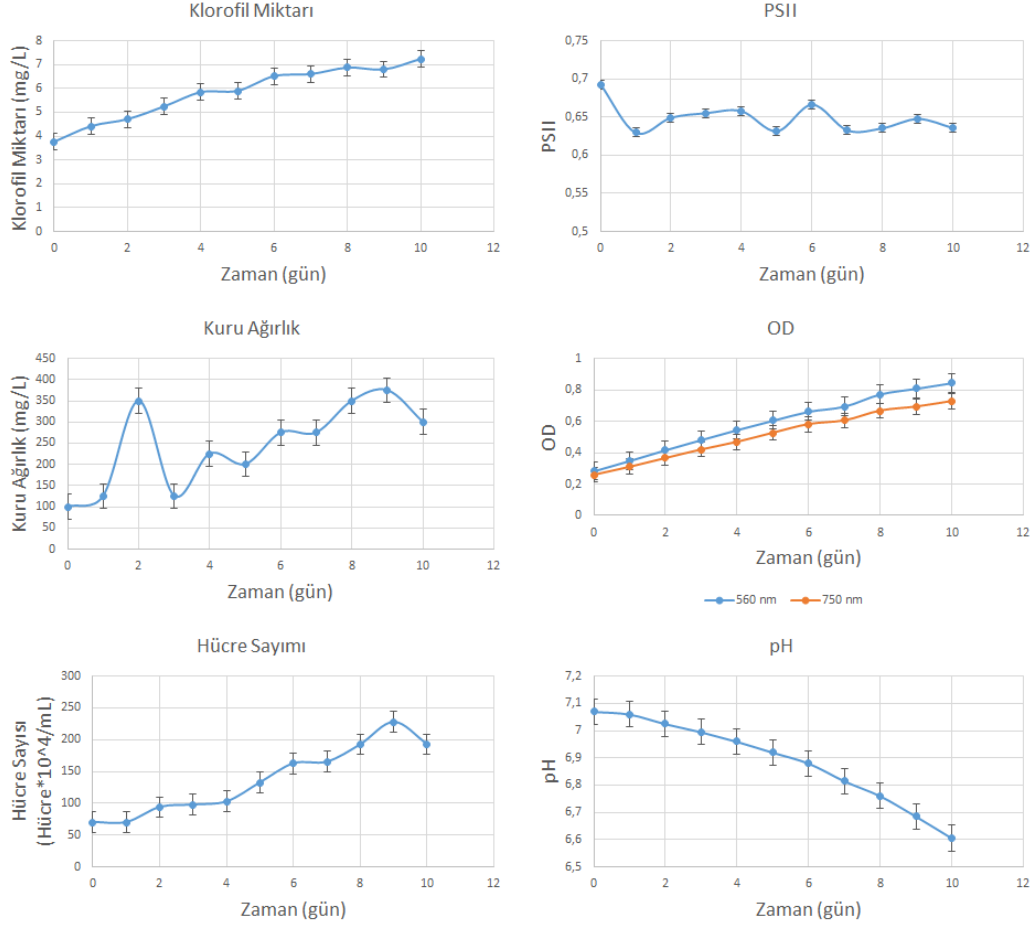 Klorofil Miktarı
Klorofil Miktarı (mg/L)
8
7
6
5
4
3
2
1
0
0 2 4 6 8 10 12
Zaman (gün)
PSII
PSII
0,75
0,7
0,65
0,6
0,55
0,5
0 2 4 6 8 10 12
Zaman (gün)
Kuru Ağırlık
Kuru Ağırlık (mg/L)
450
400
350
300
250
200
150
100
50
0
0 2 4 6 8 10 12
Zaman (gün)
OD
OD
1
0,8
0,6
0,4
0,2
0
0 2 4 6 8 10 12
Zaman (gün)
560 nm 750 nm
Hücre Sayımı
Hücre Sayısı
(Hücre*10^4/mL)
300
250
200
150
100
50
0
0 2 4 6 8 10 12
Zaman (gün)
pH
pH
7,2
7,1
7
6,9
6,8
6,7
6,6
6,5
0 2 4 6 8 10 12
Zaman (gün)